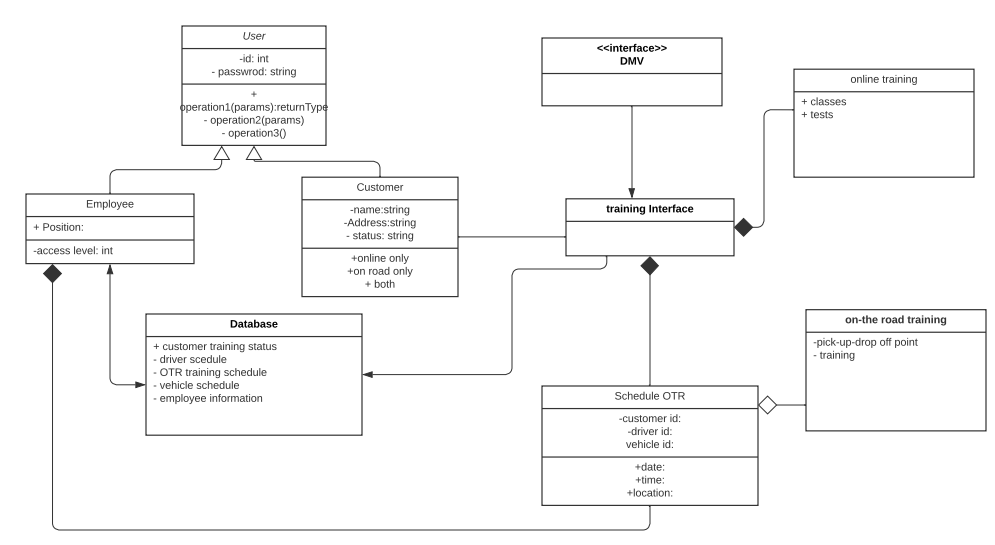 User
-id: int
- passwrod: string
+
operation1(params):returnType
- operation2(params)
- operation3()
<<interface>>
DMV
online training
+ classes
+ tests
Employee
+ Position:
-access level: int
Customer
-name:string
-Address:string
- status: string
+online only
+on road only
+ both
training Interface
Database
+ customer training status
- driver scedule
- OTR training schedule
- vehicle schedule
- employee information
on-the road training
-pick-up-drop off point
- training
Schedule OTR
-customer id:
-driver id:
vehicle id:
+date:
+time:
+location: